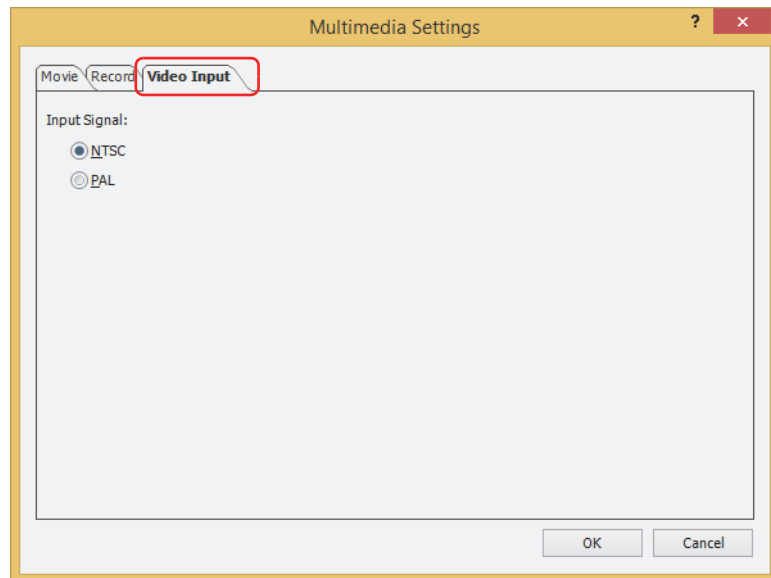 Multimedia Settings ? ×
Movie Record Video Input
Input Signal:
NTSC
PAL
OK Cancel